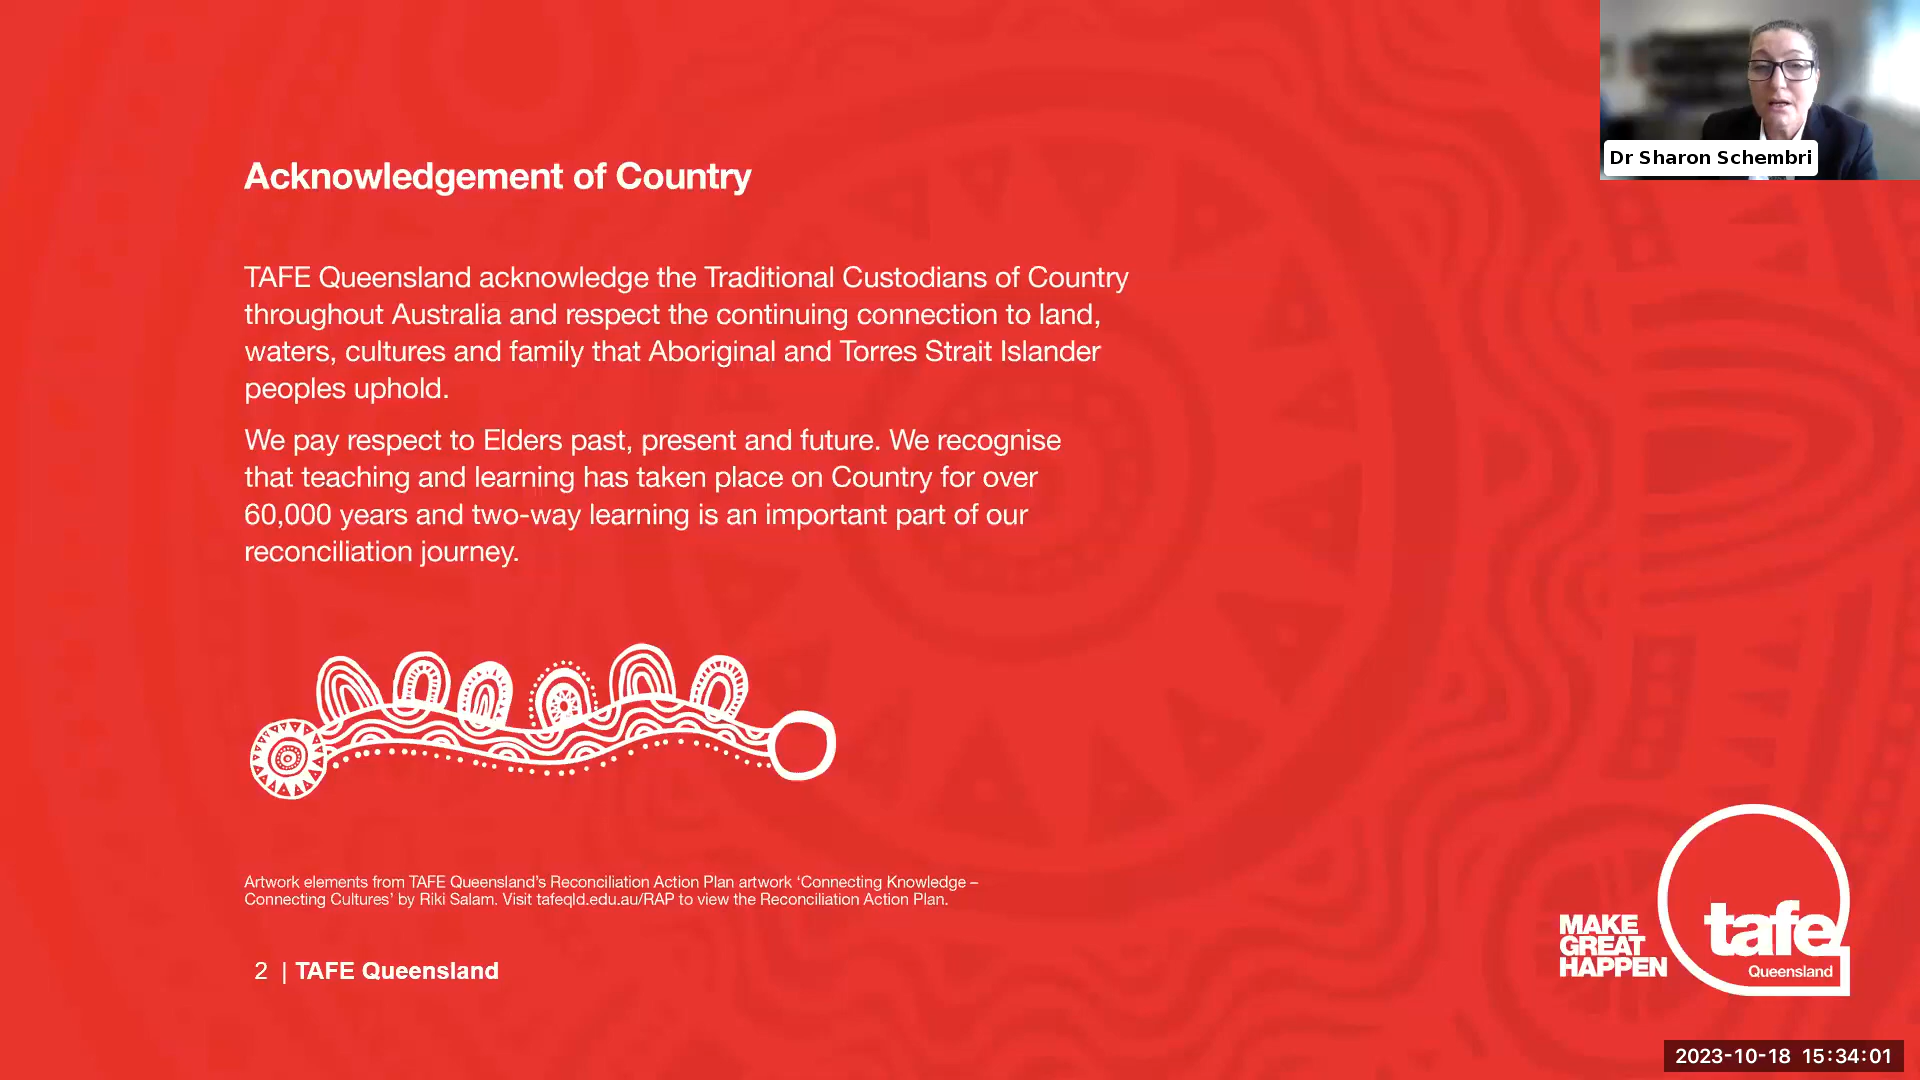 Dr Sharon Schembri
Acknowledgement of Country
TAFE Queensland acknowledge the Traditional Custodians of Country
throughout Australia and respect the continuing connection to land,
waters, cultures and family that Aboriginal and Torres Strait Islander
peoples uphold.
We pay respect to Elders past, present and future. We recognise
that teaching and learning has taken place on Country for over
60,000 years and two-way learning is an important part of our
reconciliation journey.
Artwork elements from TAFE Queensland's Reconciliation Action Plan artwork ‘Connecting Knowledge –
Connecting Cultures’ by Riki Salam. Visit tafeqld.edu.au/RAP to view the Reconciliation Action Plan.
2 | TAFE Queensland
MAKE
GREAT
HAPPEN
tafe
Queensland
2023-10-18 15:34:01